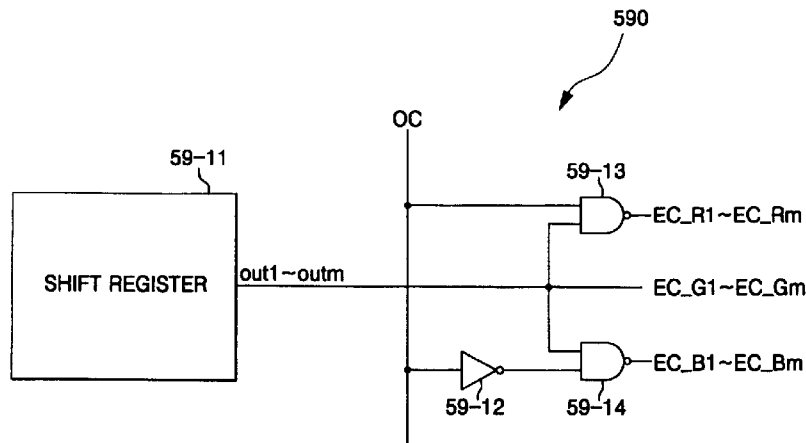 590
OC
59-11
59-13
EC_R1~EC_Rm
SHIFT REGISTER
out1~outm
EC_G1~EC_Gm
EC_B1~EC_Bm
59-12
59-14